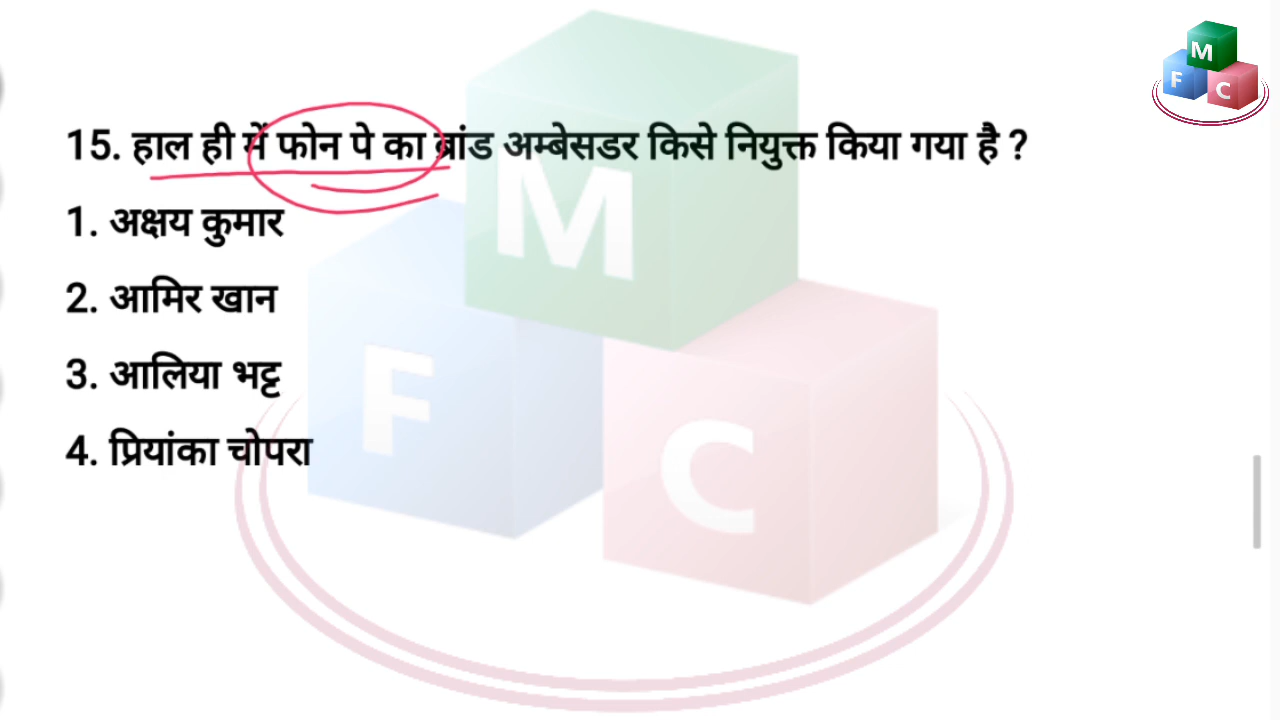 15. हाल ही में फोन पे का ब्रांड अम्बेसडर किसे नियुक्त किया गया है ?
1. अक्षय कुमार
2. आमिर खान
3. आलिया भट्ट
4. प्रियांका चोपरा
M
F
C
M
F
C